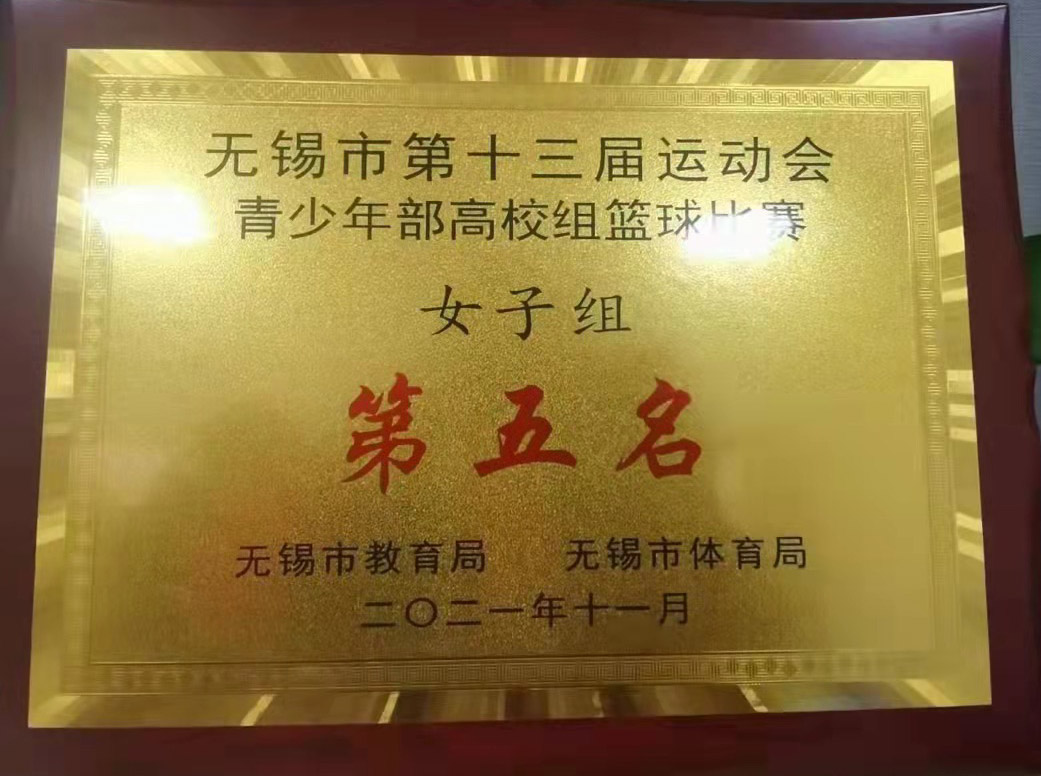 无锡市第十三届运动会
青少年部高校组篮球比赛
女子组
第五名
无锡市教育局 无锡市体育局
二〇二一年十一月